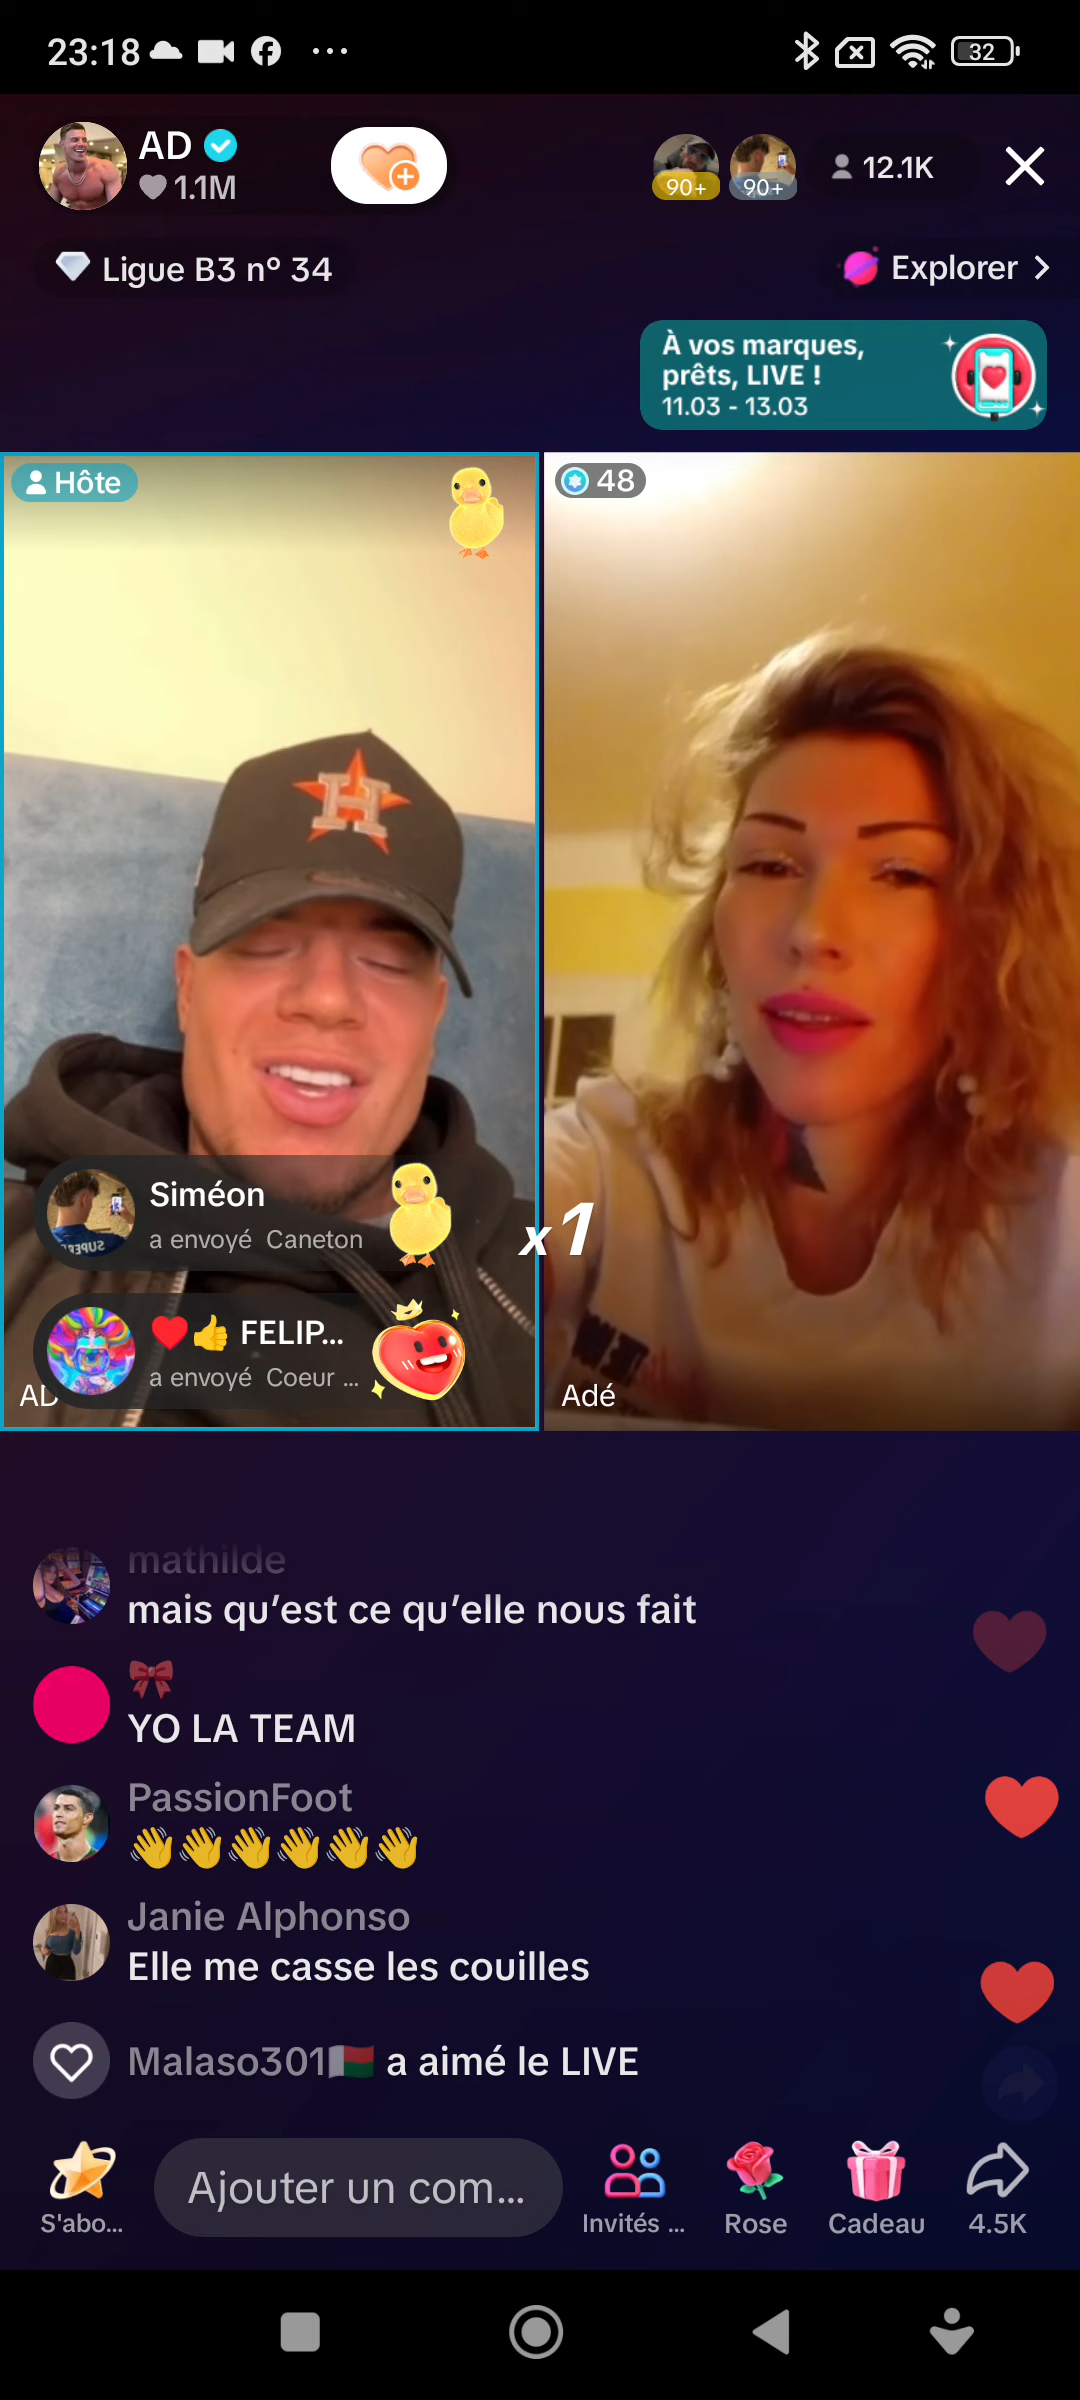 23:18
32
AD
1.1M
90+
90+
12.1K
Ligue B3 nº 34
Explorer
À vos marques,
prêts, LIVE !
11.03 - 13.03
Hôte
48
H
Siméon
a envoyé Caneton
x1
FELIP...
a envoyé Coeur ...
AD
Adé
mathilde
mais qu’est ce qu’elle nous fait
YO LA TEAM
PassionFoot
Janie Alphonso
Elle me casse les couilles
Malaso301 a aimé le LIVE
Ajouter un com...
S'abo...
Invités ...
Rose
Cadeau
4.5K